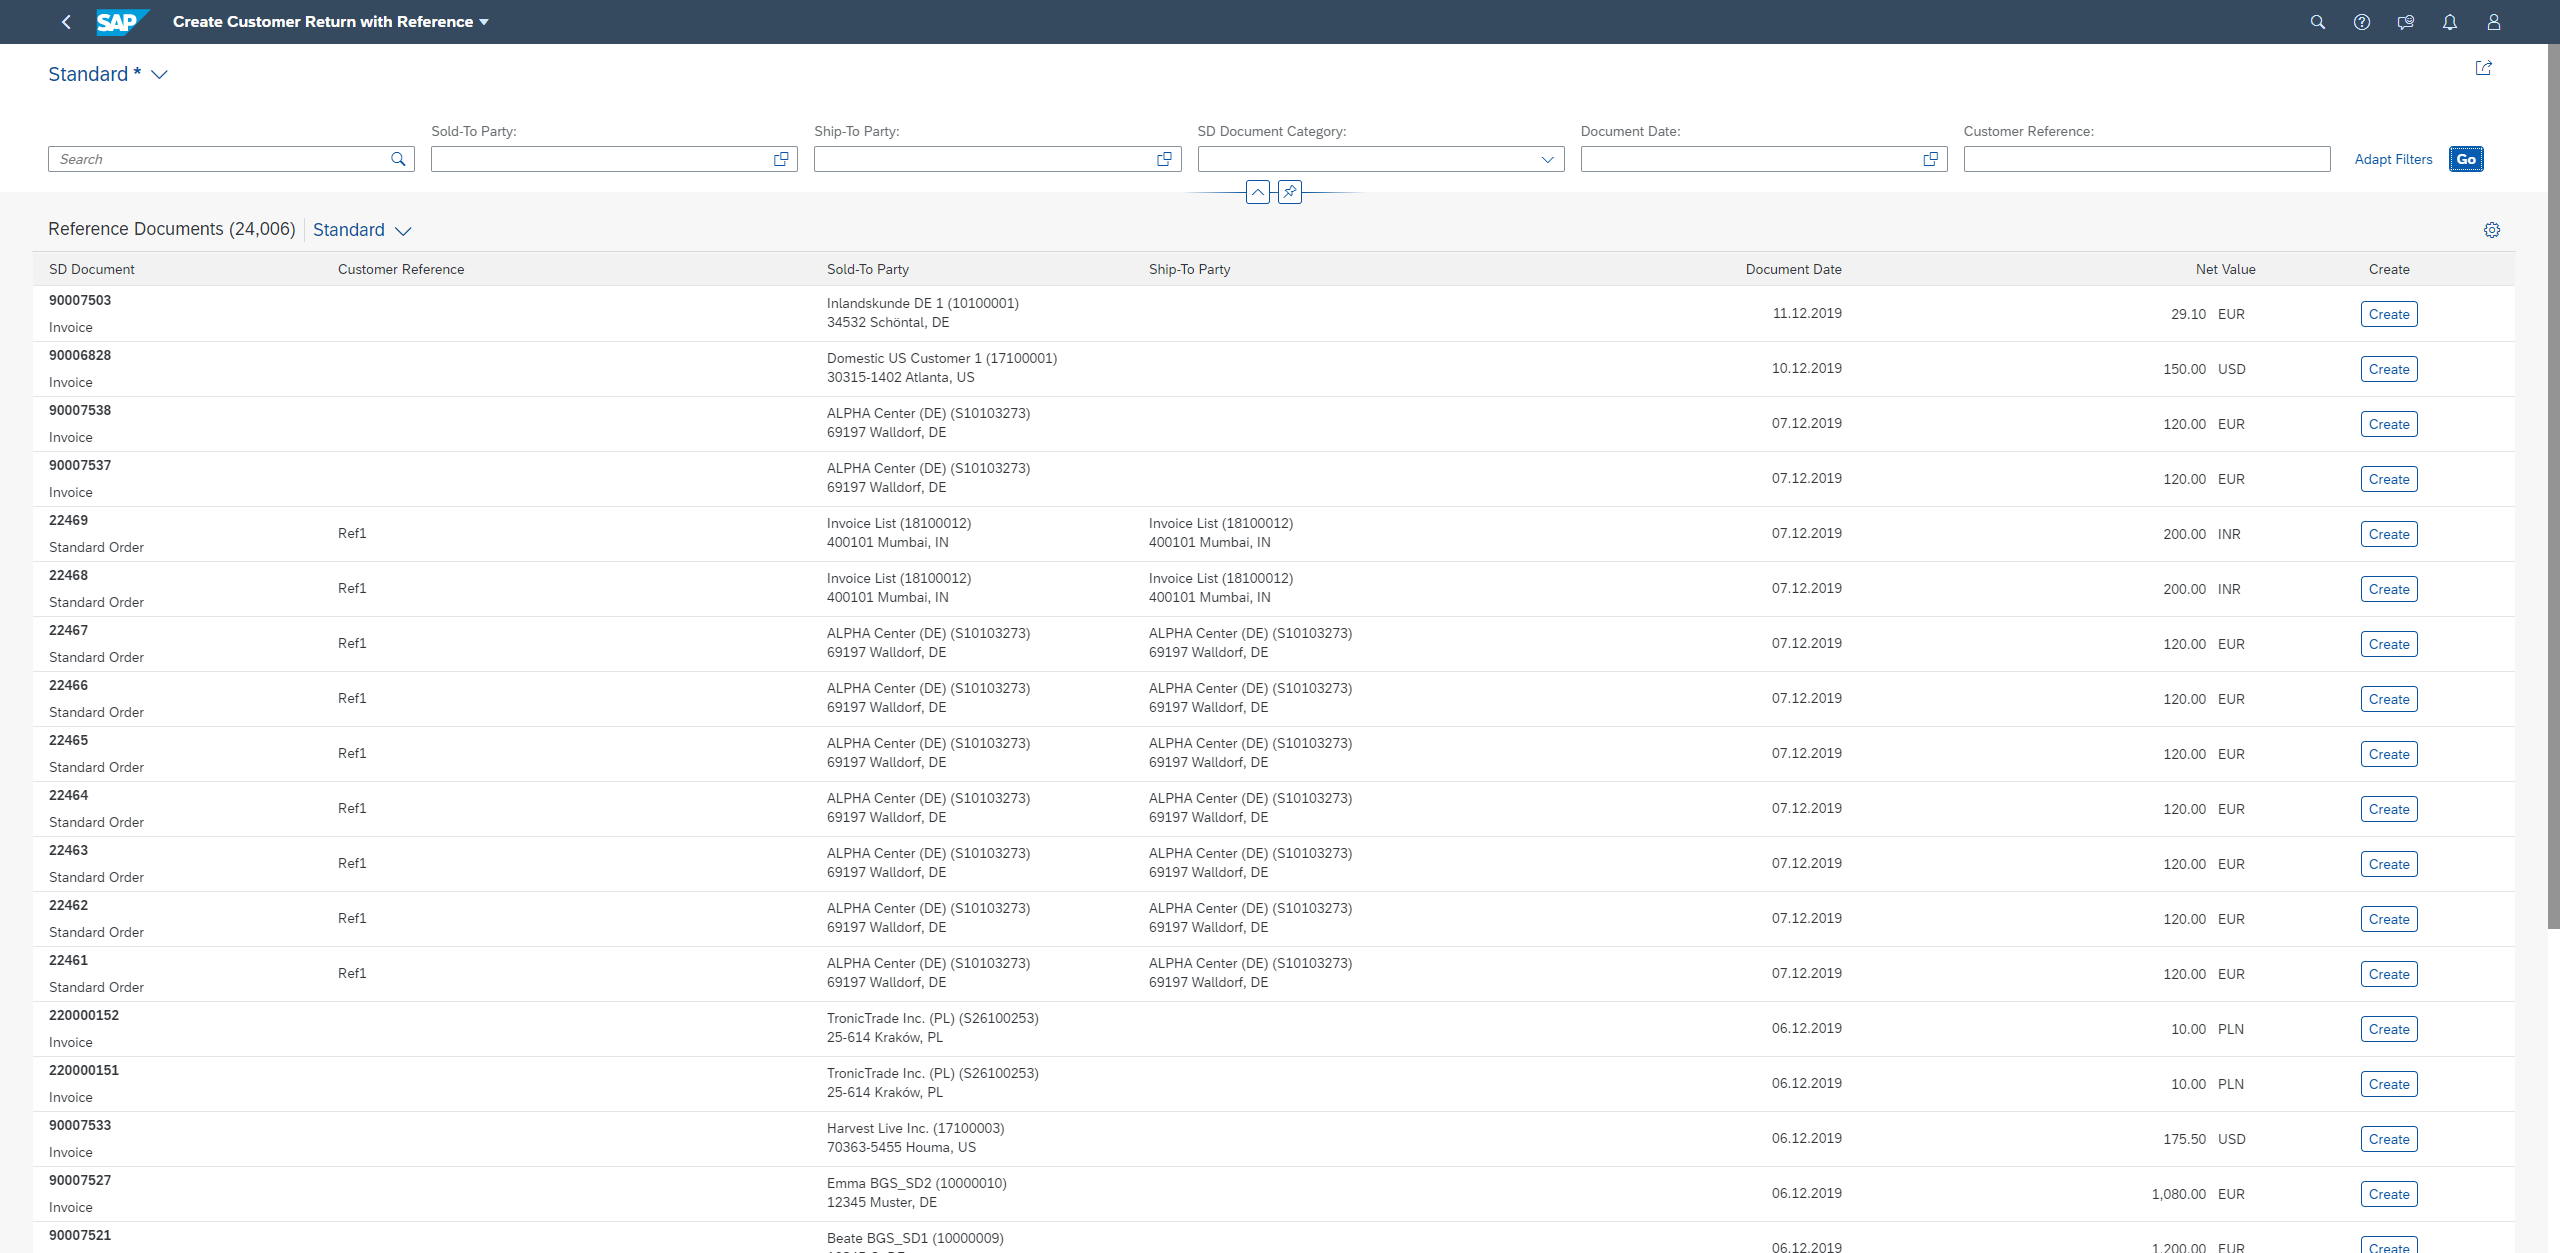 SAP Create Customer Return with Reference
Standard *
Sold-To Party: Ship-To Party: SD Document Category: Document Date: Customer Reference:
Search Adapt Filters Go
Reference Documents (24,006) Standard
SD Document Customer Reference Sold-To Party Ship-To Party Document Date Net Value Create
90007503
Invoice
Inlandskunde DE 1 (10100001)
34532 Schöntal, DE
11.12.2019 29.10 EUR Create
90006828
Invoice
Domestic US Customer 1 (17100001)
30315-1402 Atlanta, US
10.12.2019 150.00 USD Create
90007538
Invoice
ALPHA Center (DE) (S10103273)
69197 Walldorf, DE
07.12.2019 120.00 EUR Create
90007537
Invoice
ALPHA Center (DE) (S10103273)
69197 Walldorf, DE
07.12.2019 120.00 EUR Create
22469
Standard Order
Ref1
Invoice List (18100012)
400101 Mumbai, IN
Invoice List (18100012)
400101 Mumbai, IN
07.12.2019 200.00 INR Create
22468
Standard Order
Ref1
Invoice List (18100012)
400101 Mumbai, IN
Invoice List (18100012)
400101 Mumbai, IN
07.12.2019 200.00 INR Create
22467
Standard Order
Ref1
ALPHA Center (DE) (S10103273)
69197 Walldorf, DE
ALPHA Center (DE) (S10103273)
69197 Walldorf, DE
07.12.2019 120.00 EUR Create
22466
Standard Order
Ref1
ALPHA Center (DE) (S10103273)
69197 Walldorf, DE
ALPHA Center (DE) (S10103273)
69197 Walldorf, DE
07.12.2019 120.00 EUR Create
22465
Standard Order
Ref1
ALPHA Center (DE) (S10103273)
69197 Walldorf, DE
ALPHA Center (DE) (S10103273)
69197 Walldorf, DE
07.12.2019 120.00 EUR Create
22464
Standard Order
Ref1
ALPHA Center (DE) (S10103273)
69197 Walldorf, DE
ALPHA Center (DE) (S10103273)
69197 Walldorf, DE
07.12.2019 120.00 EUR Create
22463
Standard Order
Ref1
ALPHA Center (DE) (S10103273)
69197 Walldorf, DE
ALPHA Center (DE) (S10103273)
69197 Walldorf, DE
07.12.2019 120.00 EUR Create
22462
Standard Order
Ref1
ALPHA Center (DE) (S10103273)
69197 Walldorf, DE
ALPHA Center (DE) (S10103273)
69197 Walldorf, DE
07.12.2019 120.00 EUR Create
22461
Standard Order
Ref1
ALPHA Center (DE) (S10103273)
69197 Walldorf, DE
ALPHA Center (DE) (S10103273)
69197 Walldorf, DE
07.12.2019 120.00 EUR Create
220000152
Invoice
TronicTrade Inc. (PL) (S26100253)
25-614 Kraków, PL
06.12.2019 10.00 PLN Create
220000151
Invoice
TronicTrade Inc. (PL) (S26100253)
25-614 Kraków, PL
06.12.2019 10.00 PLN Create
90007533
Invoice
Harvest Live Inc. (17100003)
70363-5455 Houma, US
06.12.2019 175.50 USD Create
90007527
Invoice
Emma BGS_SD2 (10000010)
12345 Muster, DE
06.12.2019 1,080.00 EUR Create
90007521
Beate BGS_SD1 (10000009)
06.12.2019 1,200.00 EUR Create